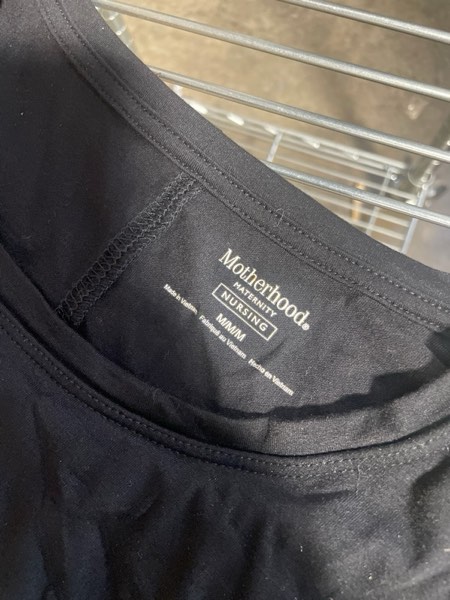 Motherhood®
MATERNITY
NURSING
M/M/M
Made in Vietnam Fabriqué au Vietnam Hecho en Vietnam